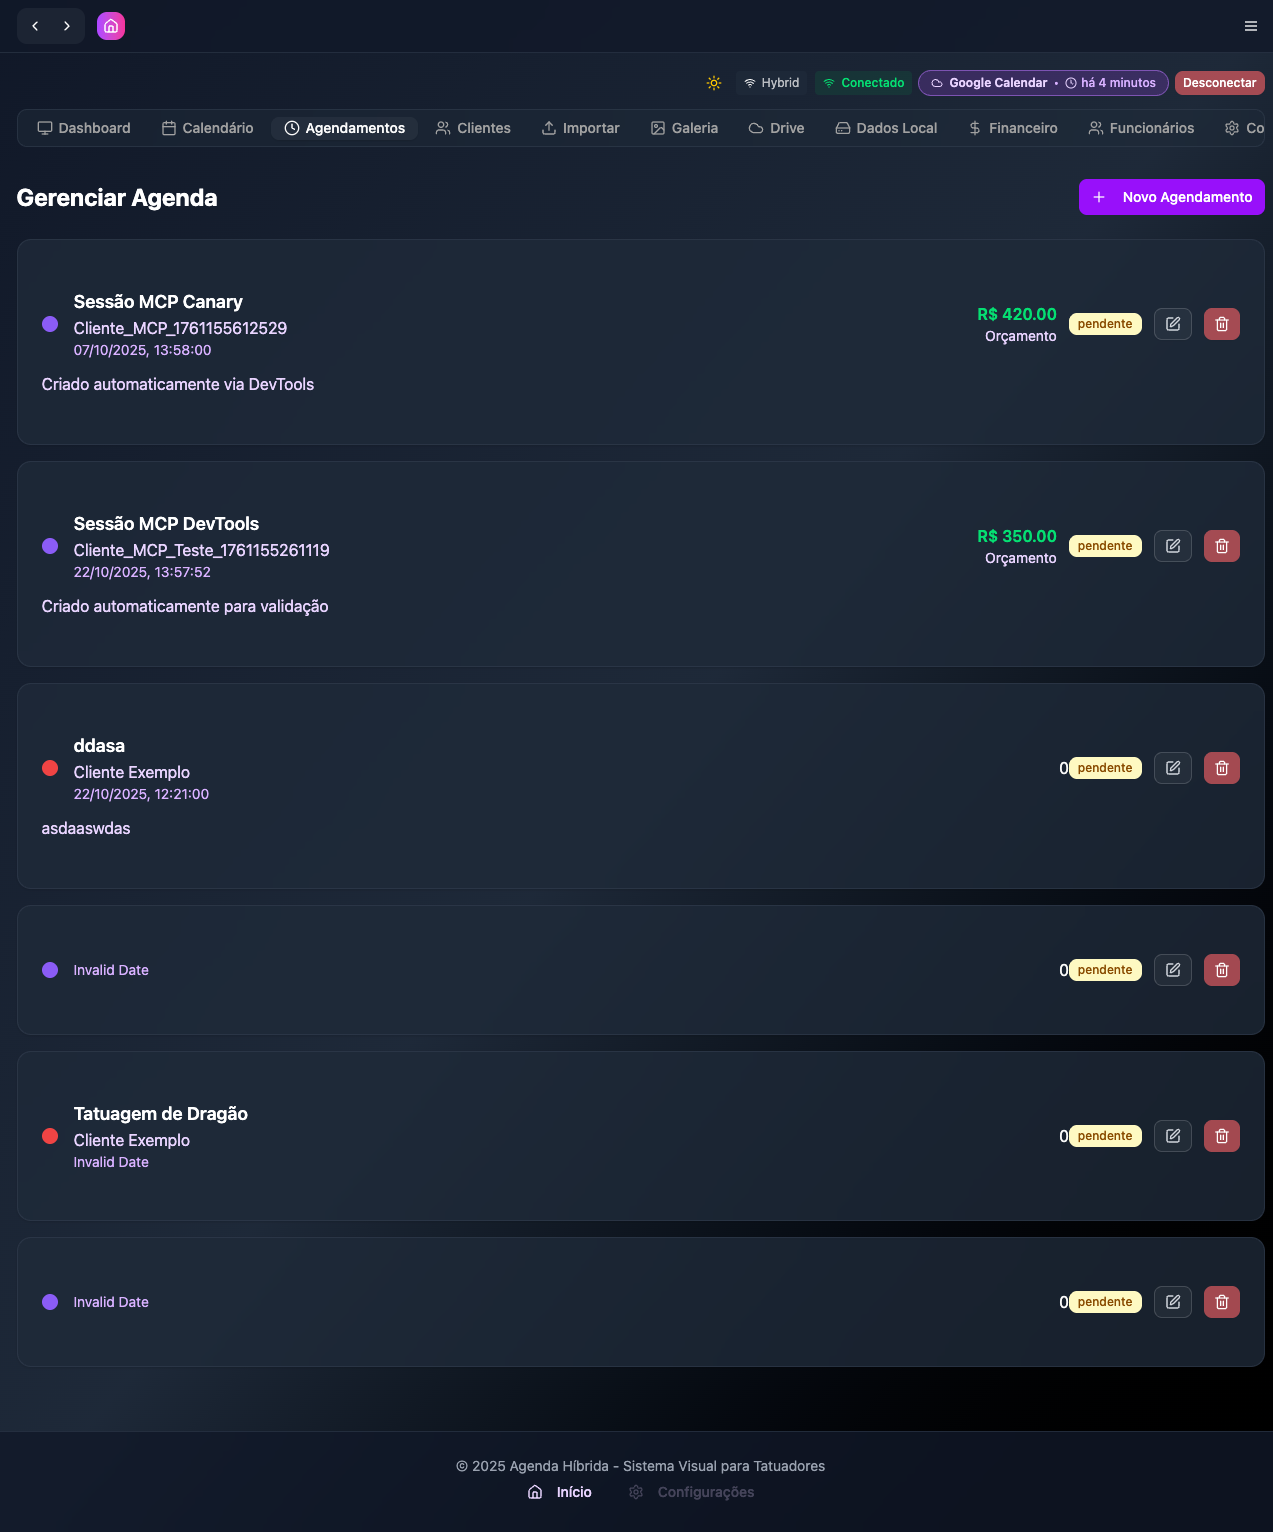 Hybrid
Conectado
Google Calendar • há 4 minutos
Desconectar
Dashboard
Calendário
Agendamentos
Clientes
Importar
Galeria
Drive
Dados Local
Financeiro
Funcionários
Co
Gerenciar Agenda
Novo Agendamento
Sessão MCP Canary
Cliente_MCP_1761155612529
07/10/2025, 13:58:00
R$ 420.00
Orçamento
pendente
Criado automaticamente via DevTools
Sessão MCP DevTools
Cliente_MCP_Teste_1761155261119
22/10/2025, 13:57:52
R$ 350.00
Orçamento
pendente
Criado automaticamente para validação
ddasa
Cliente Exemplo
22/10/2025, 12:21:00
0 pendente
asdaaswdas
Invalid Date
0 pendente
Tatuagem de Dragão
Cliente Exemplo
Invalid Date
0 pendente
Invalid Date
0 pendente
© 2025 Agenda Híbrida - Sistema Visual para Tatuadores
Início
Configurações